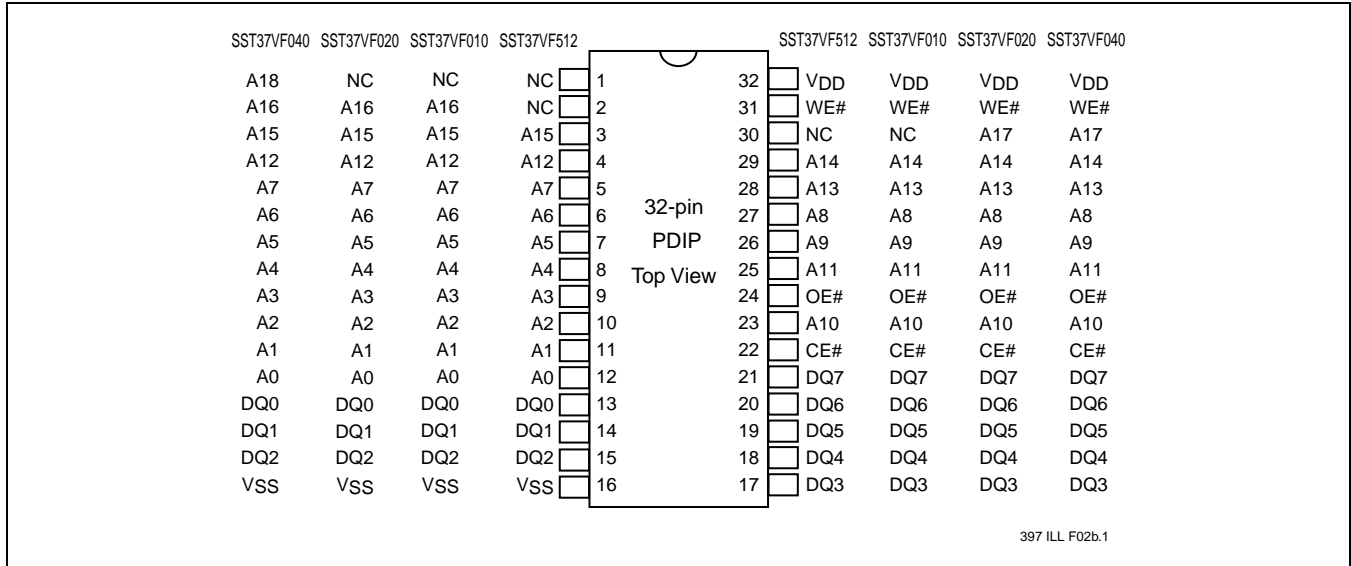 SST37VF040 SST37VF020 SST37VF010 SST37VF512 SST37VF512 SST37VF010 SST37VF020 SST37VF040
A18 NC NC NC 1 32 VDD VDD VDD VDD
A16 A16 A16 NC 2 31 WE# WE# WE# WE#
A15 A15 A15 A15 3 30 NC NC A17 A17
A12 A12 A12 A12 4 29 A14 A14 A14 A14
A7 A7 A7 A7 5 28 A13 A13 A13 A13
A6 A6 A6 A6 6 32-pin 27 A8 A8 A8 A8
A5 A5 A5 A5 7 PDIP 26 A9 A9 A9 A9
A4 A4 A4 A4 8 Top View 25 A11 A11 A11 A11
A3 A3 A3 A3 9 24 OE# OE# OE# OE#
A2 A2 A2 A2 10 23 A10 A10 A10 A10
A1 A1 A1 A1 11 22 CE# CE# CE# CE#
A0 A0 A0 A0 12 21 DQ7 DQ7 DQ7 DQ7
DQ0 DQ0 DQ0 DQ0 13 20 DQ6 DQ6 DQ6 DQ6
DQ1 DQ1 DQ1 DQ1 14 19 DQ5 DQ5 DQ5 DQ5
DQ2 DQ2 DQ2 DQ2 15 18 DQ4 DQ4 DQ4 DQ4
VSS VSS VSS VSS 16 17 DQ3 DQ3 DQ3 DQ3
397 ILL F02b.1